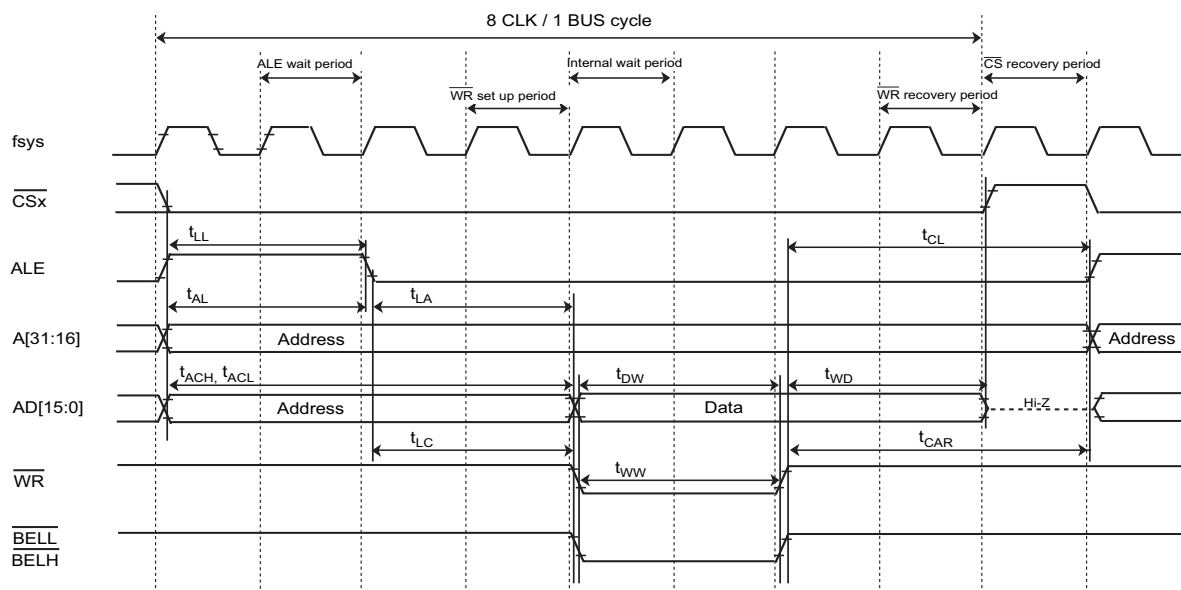 8 CLK / 1 BUS cycle
ALE wait period
Internal wait period
CS recovery period
WR set up period
WR recovery period
fsys
CSx
tLL
tCL
ALE
tAL
tLA
A[31:16]
Address
Address
tACH, tACL
tDW
tWD
AD[15:0]
Address
Data
Hi-Z
tLC
tCAR
WR
tWW
BELL
BELH